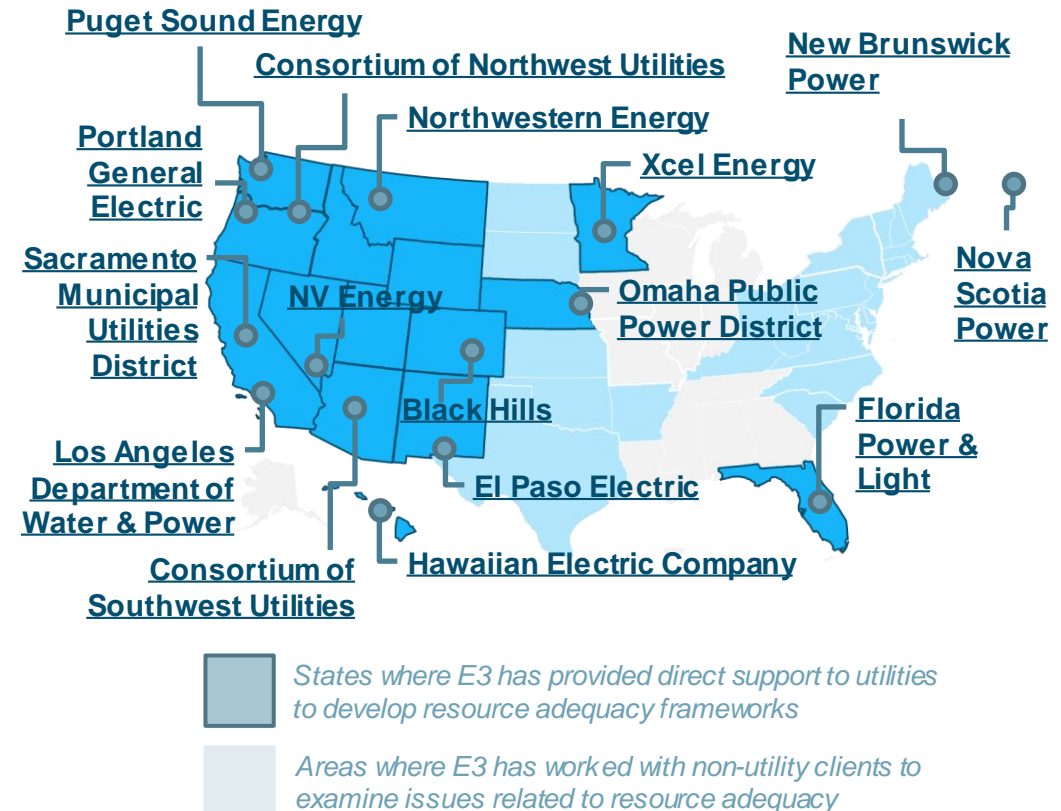 Puget Sound Energy
Consortium of Northwest Utilities
New Brunswick
Power
Northwestern Energy
Portland
General
Electric
Xcel Energy
Sacramento
Municipal
Utilities
District
NV Energy
Omaha Public
Power District
Nova
Scotia
Power
Black Hills
Florida
Power &
Light
Los Angeles
Department of
Water & Power
El Paso Electric
Consortium of
Southwest Utilities
Hawaiian Electric Company
States where E3 has provided direct support to utilities
to develop resource adequacy frameworks
Areas where E3 has worked with non-utility clients to
examine issues related to resource adequacy